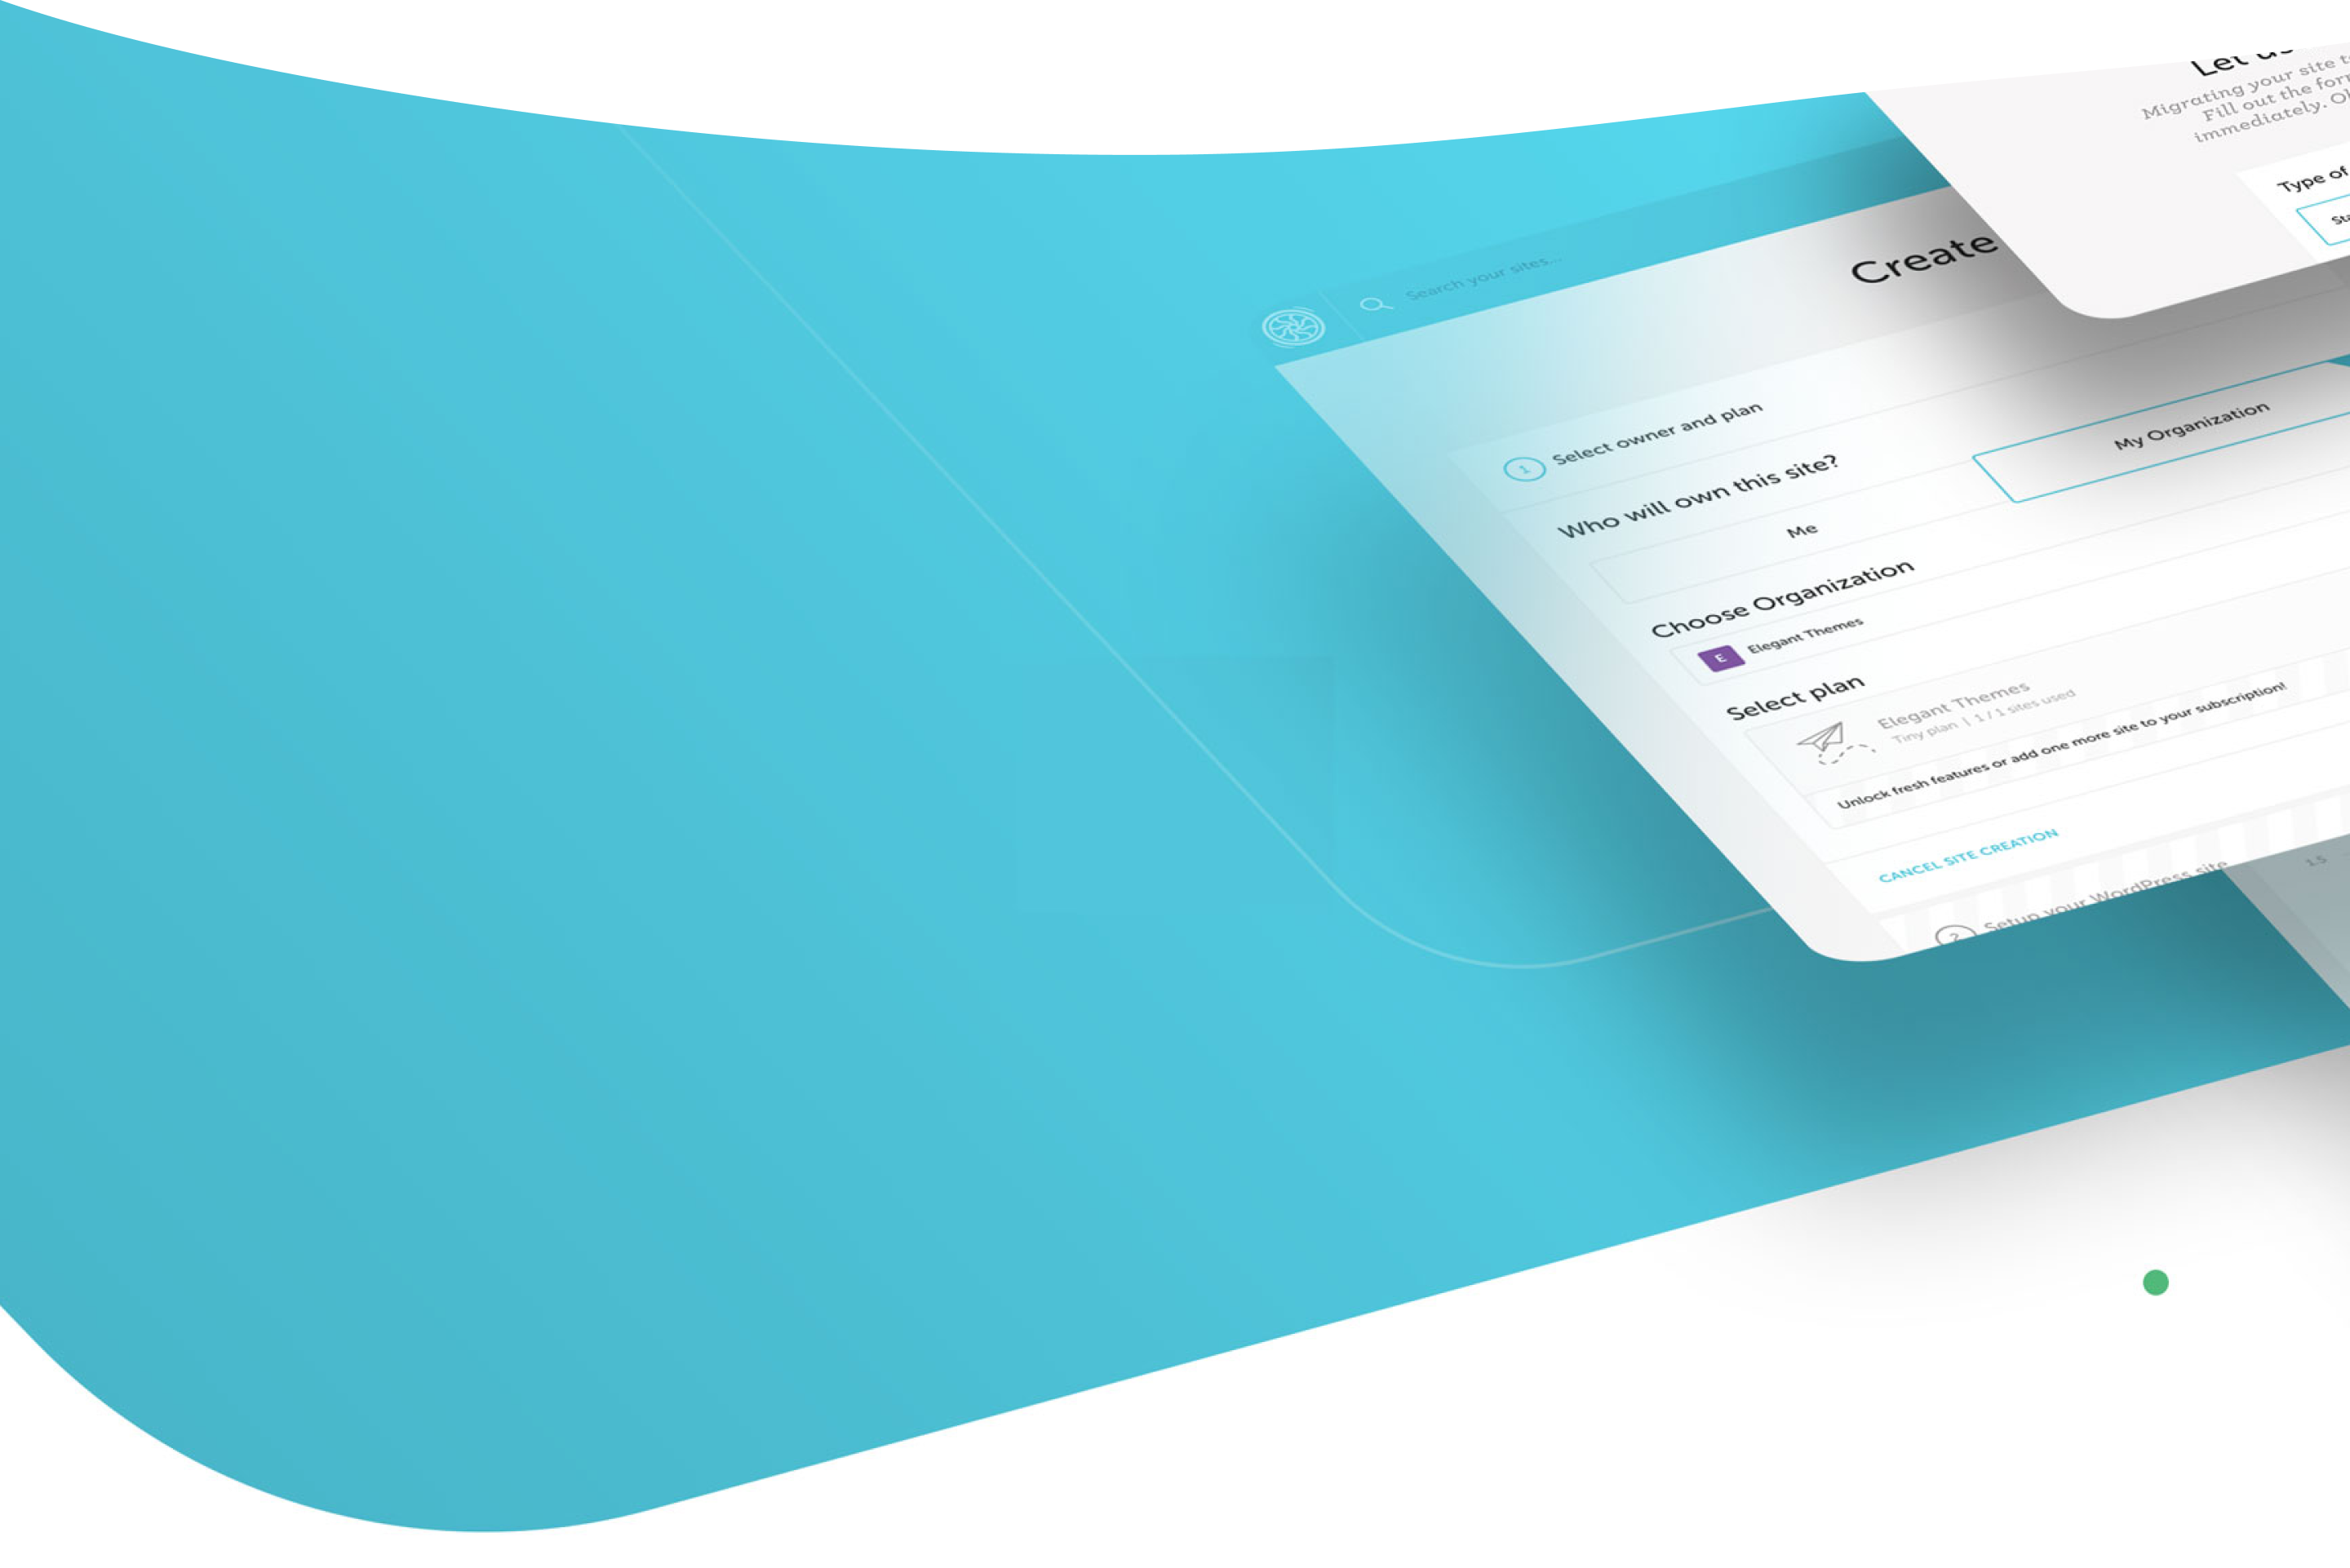 Let us
Migrating your site
Fill out the
immediately.
Type of
Search your sites...
Create
1 Select owner and plan
Who will own this site?
Me
My Organization
Choose Organization
E Elegant Themes
Select plan
Elegant Themes
Tiny plan | 1 / 1 sites used
Unlock fresh features or add one more site to your subscription!
CANCEL SITE CREATION
1.5
2 Setup your WordPress site